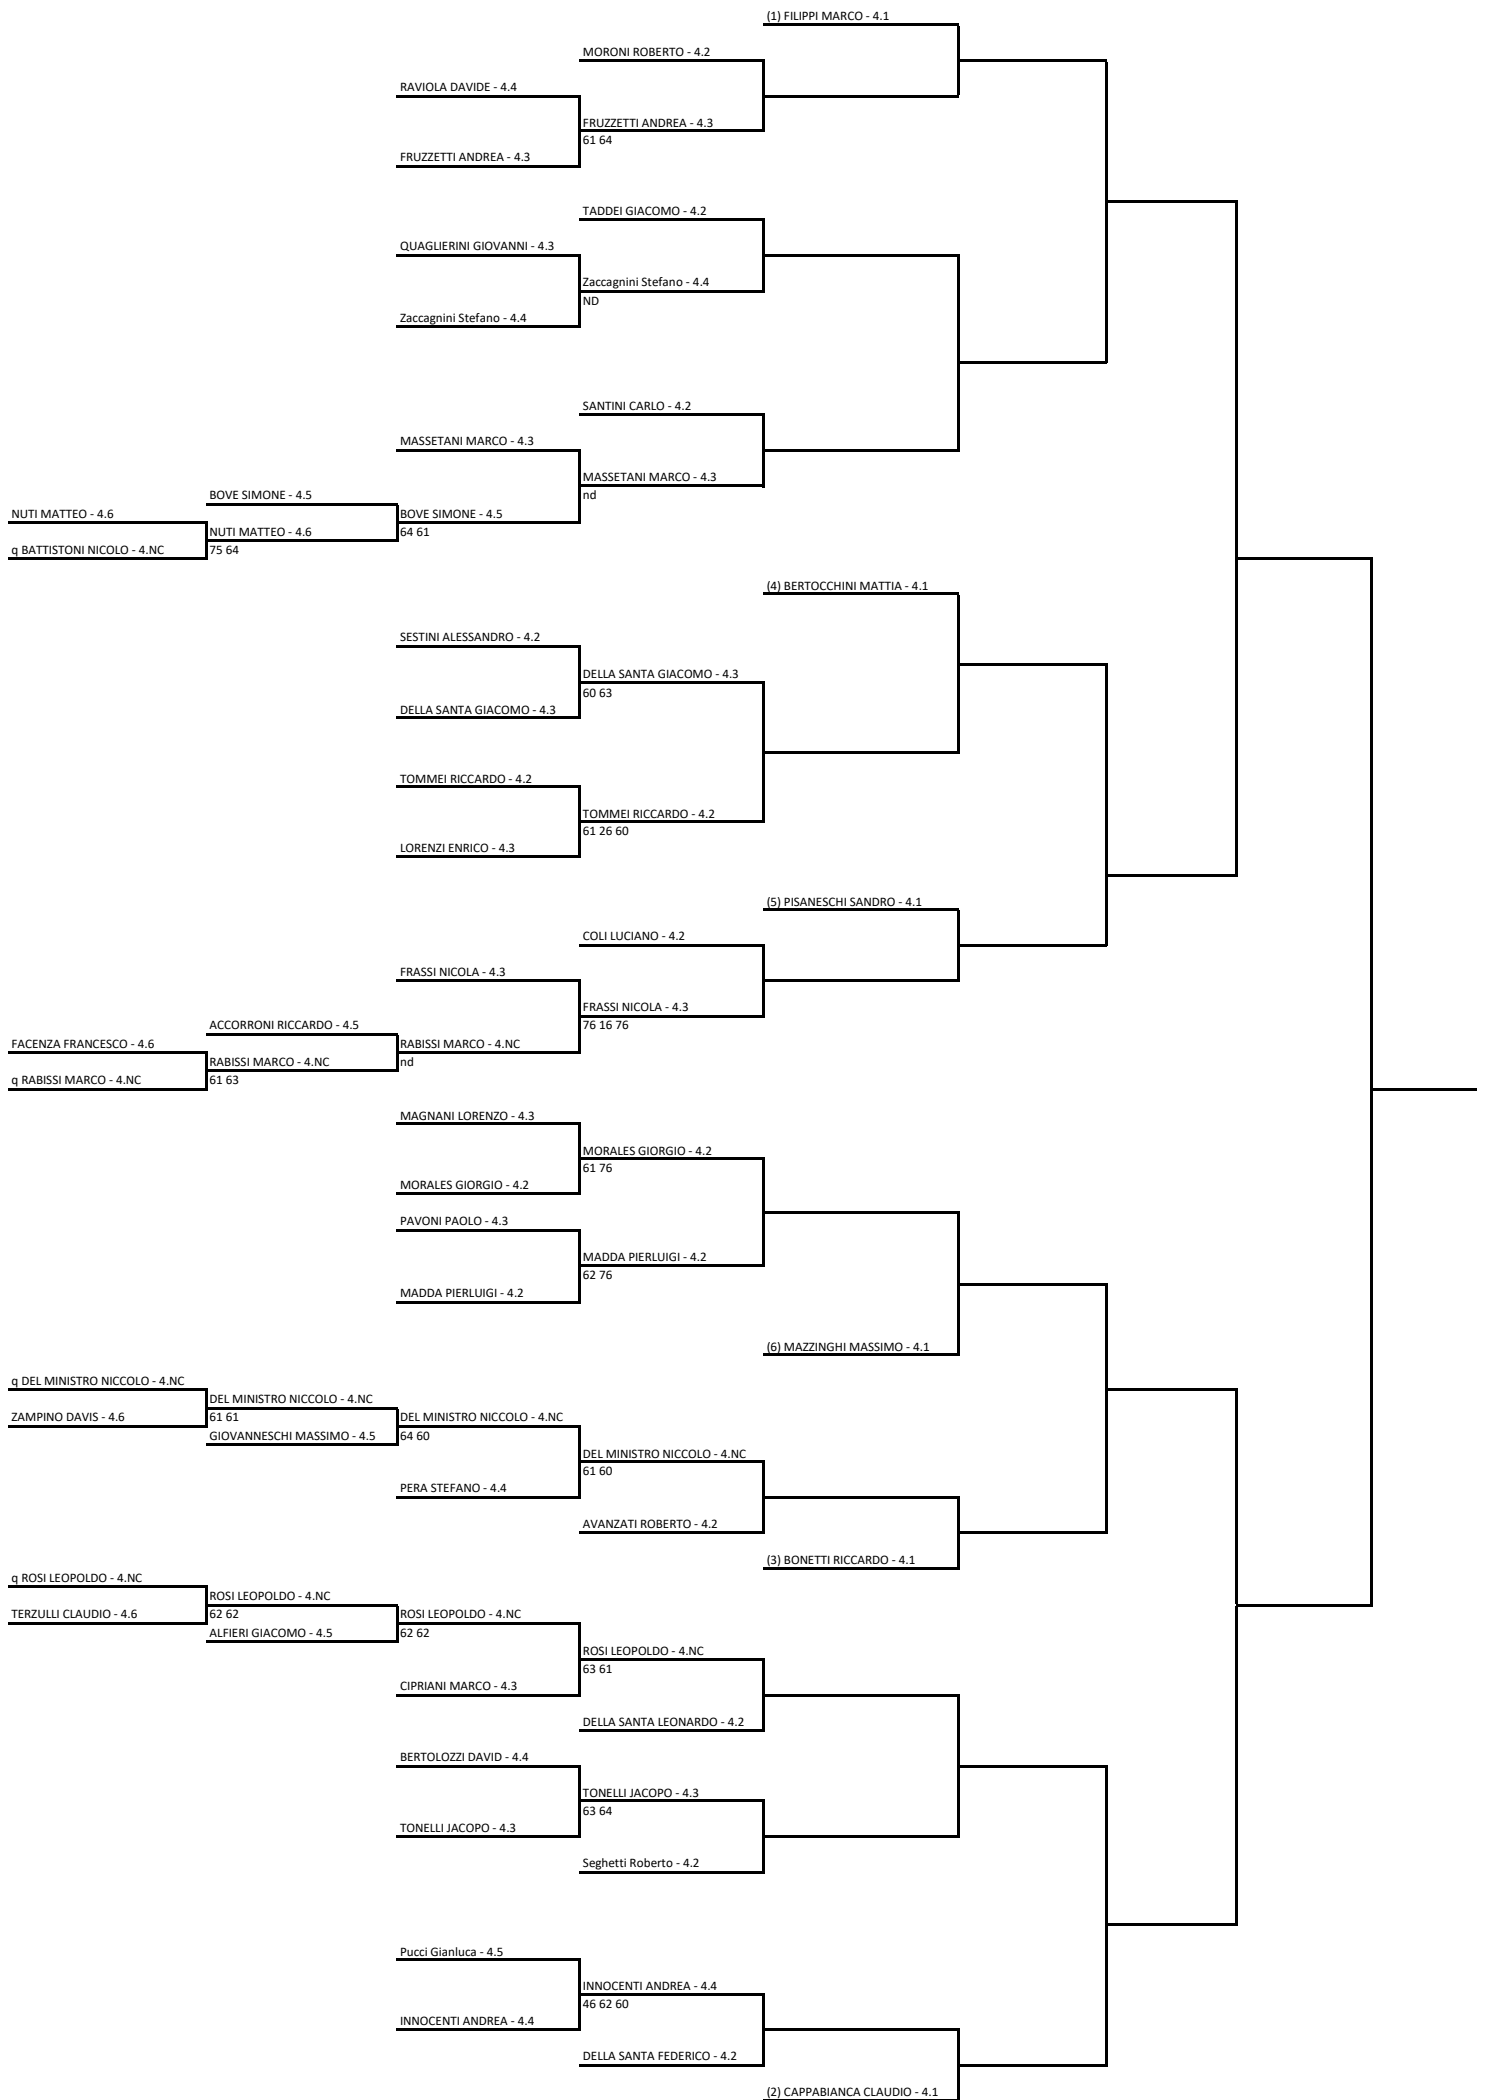 (1) FILIPPI MARCO - 4.1
MORONI ROBERTO - 4.2
RAVIOLA DAVIDE - 4.4
FRUZZETTI ANDREA - 4.3
61 64
FRUZZETTI ANDREA - 4.3
TADDEI GIACOMO - 4.2
QUAGLIERINI GIOVANNI - 4.3
Zaccagnini Stefano - 4.4
ND
Zaccagnini Stefano - 4.4
SANTINI CARLO - 4.2
MASSETANI MARCO - 4.3
MASSETANI MARCO - 4.3
nd
BOVE SIMONE - 4.5
NUTI MATTEO - 4.6
BOVE SIMONE - 4.5
64 61
NUTI MATTEO - 4.6
q BATTISTONI NICOLO - 4.NC
75 64
(4) BERTOCCHINI MATTIA - 4.1
SESTINI ALESSANDRO - 4.2
DELLA SANTA GIACOMO - 4.3
60 63
DELLA SANTA GIACOMO - 4.3
TOMMEI RICCARDO - 4.2
TOMMEI RICCARDO - 4.2
61 26 60
LORENZI ENRICO - 4.3
(5) PISANESCHI SANDRO - 4.1
COLI LUCIANO - 4.2
FRASSI NICOLA - 4.3
FRASSI NICOLA - 4.3
76 16 76
ACCORRONI RICCARDO - 4.5
FACENZA FRANCESCO - 4.6
RABISSI MARCO - 4.NC
nd
RABISSI MARCO - 4.NC
q RABISSI MARCO - 4.NC
61 63
MAGNANI LORENZO - 4.3
MORALES GIORGIO - 4.2
61 76
MORALES GIORGIO - 4.2
PAVONI PAOLO - 4.3
MADDA PIERLUIGI - 4.2
62 76
MADDA PIERLUIGI - 4.2
(6) MAZZINGHI MASSIMO - 4.1
q DEL MINISTRO NICCOLO - 4.NC
DEL MINISTRO NICCOLO - 4.NC
ZAMPINO DAVIS - 4.6
61 61
DEL MINISTRO NICCOLO - 4.NC
GIOVANNESCHI MASSIMO - 4.5
64 60
DEL MINISTRO NICCOLO - 4.NC
61 60
PERA STEFANO - 4.4
AVANZATI ROBERTO - 4.2
(3) BONETTI RICCARDO - 4.1
q ROSI LEOPOLDO - 4.NC
ROSI LEOPOLDO - 4.NC
TERZULLI CLAUDIO - 4.6
62 62
ROSI LEOPOLDO - 4.NC
ALFIERI GIACOMO - 4.5
62 62
ROSI LEOPOLDO - 4.NC
63 61
CIPRIANI MARCO - 4.3
DELLA SANTA LEONARDO - 4.2
BERTOLOZZI DAVID - 4.4
TONELLI JACOPO - 4.3
63 64
TONELLI JACOPO - 4.3
Seghetti Roberto - 4.2
Pucci Gianluca - 4.5
INNOCENTI ANDREA - 4.4
46 62 60
INNOCENTI ANDREA - 4.4
DELLA SANTA FEDERICO - 4.2
(2) CAPPABIANCA CLAUDIO - 4.1